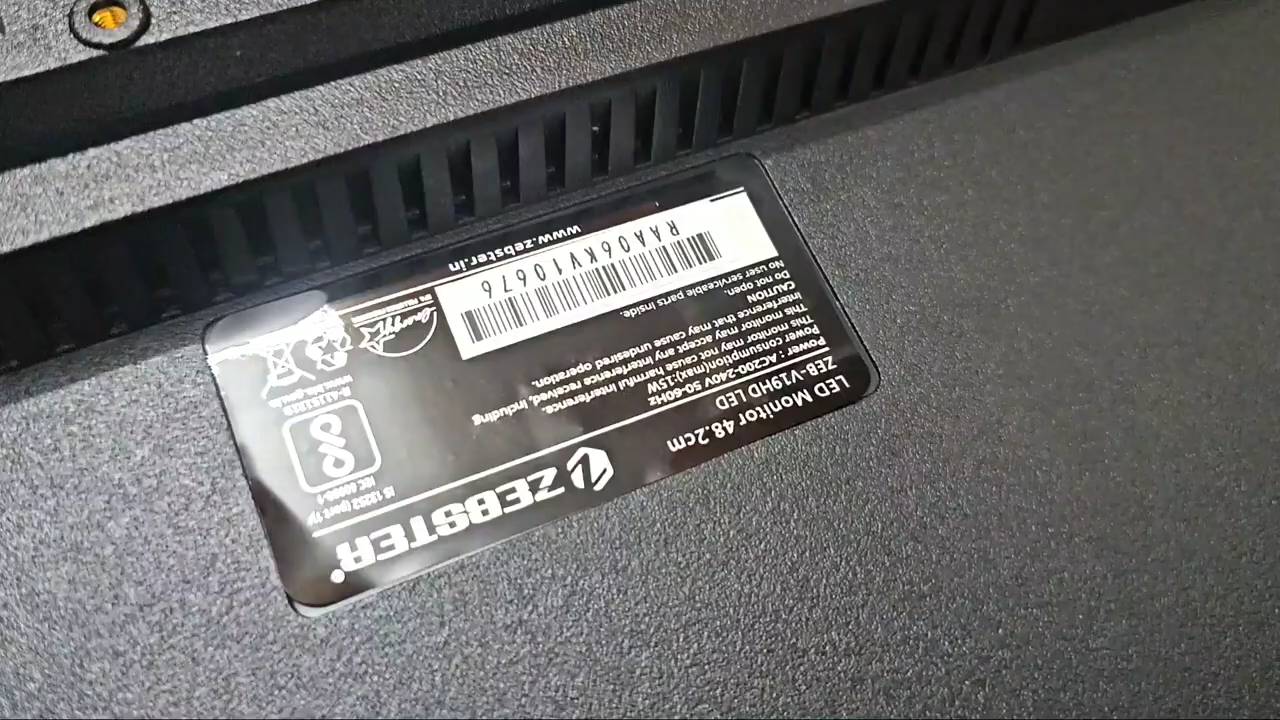 ZEBSTER
LED Monitor 48.2cm
ZEB-V19HD LED
Power : AC200-240V 50-60Hz
Power consumption(max):15W
This monitor may not cause harmful interference.
This monitor may accept any interference received, including
interference that may cause undesired operation.
CAUTION
Do not open.
No user serviceable parts inside.
RAA06KV10676
www.zebster.in
IS 13252 (part 1)/
IEC 60950-1